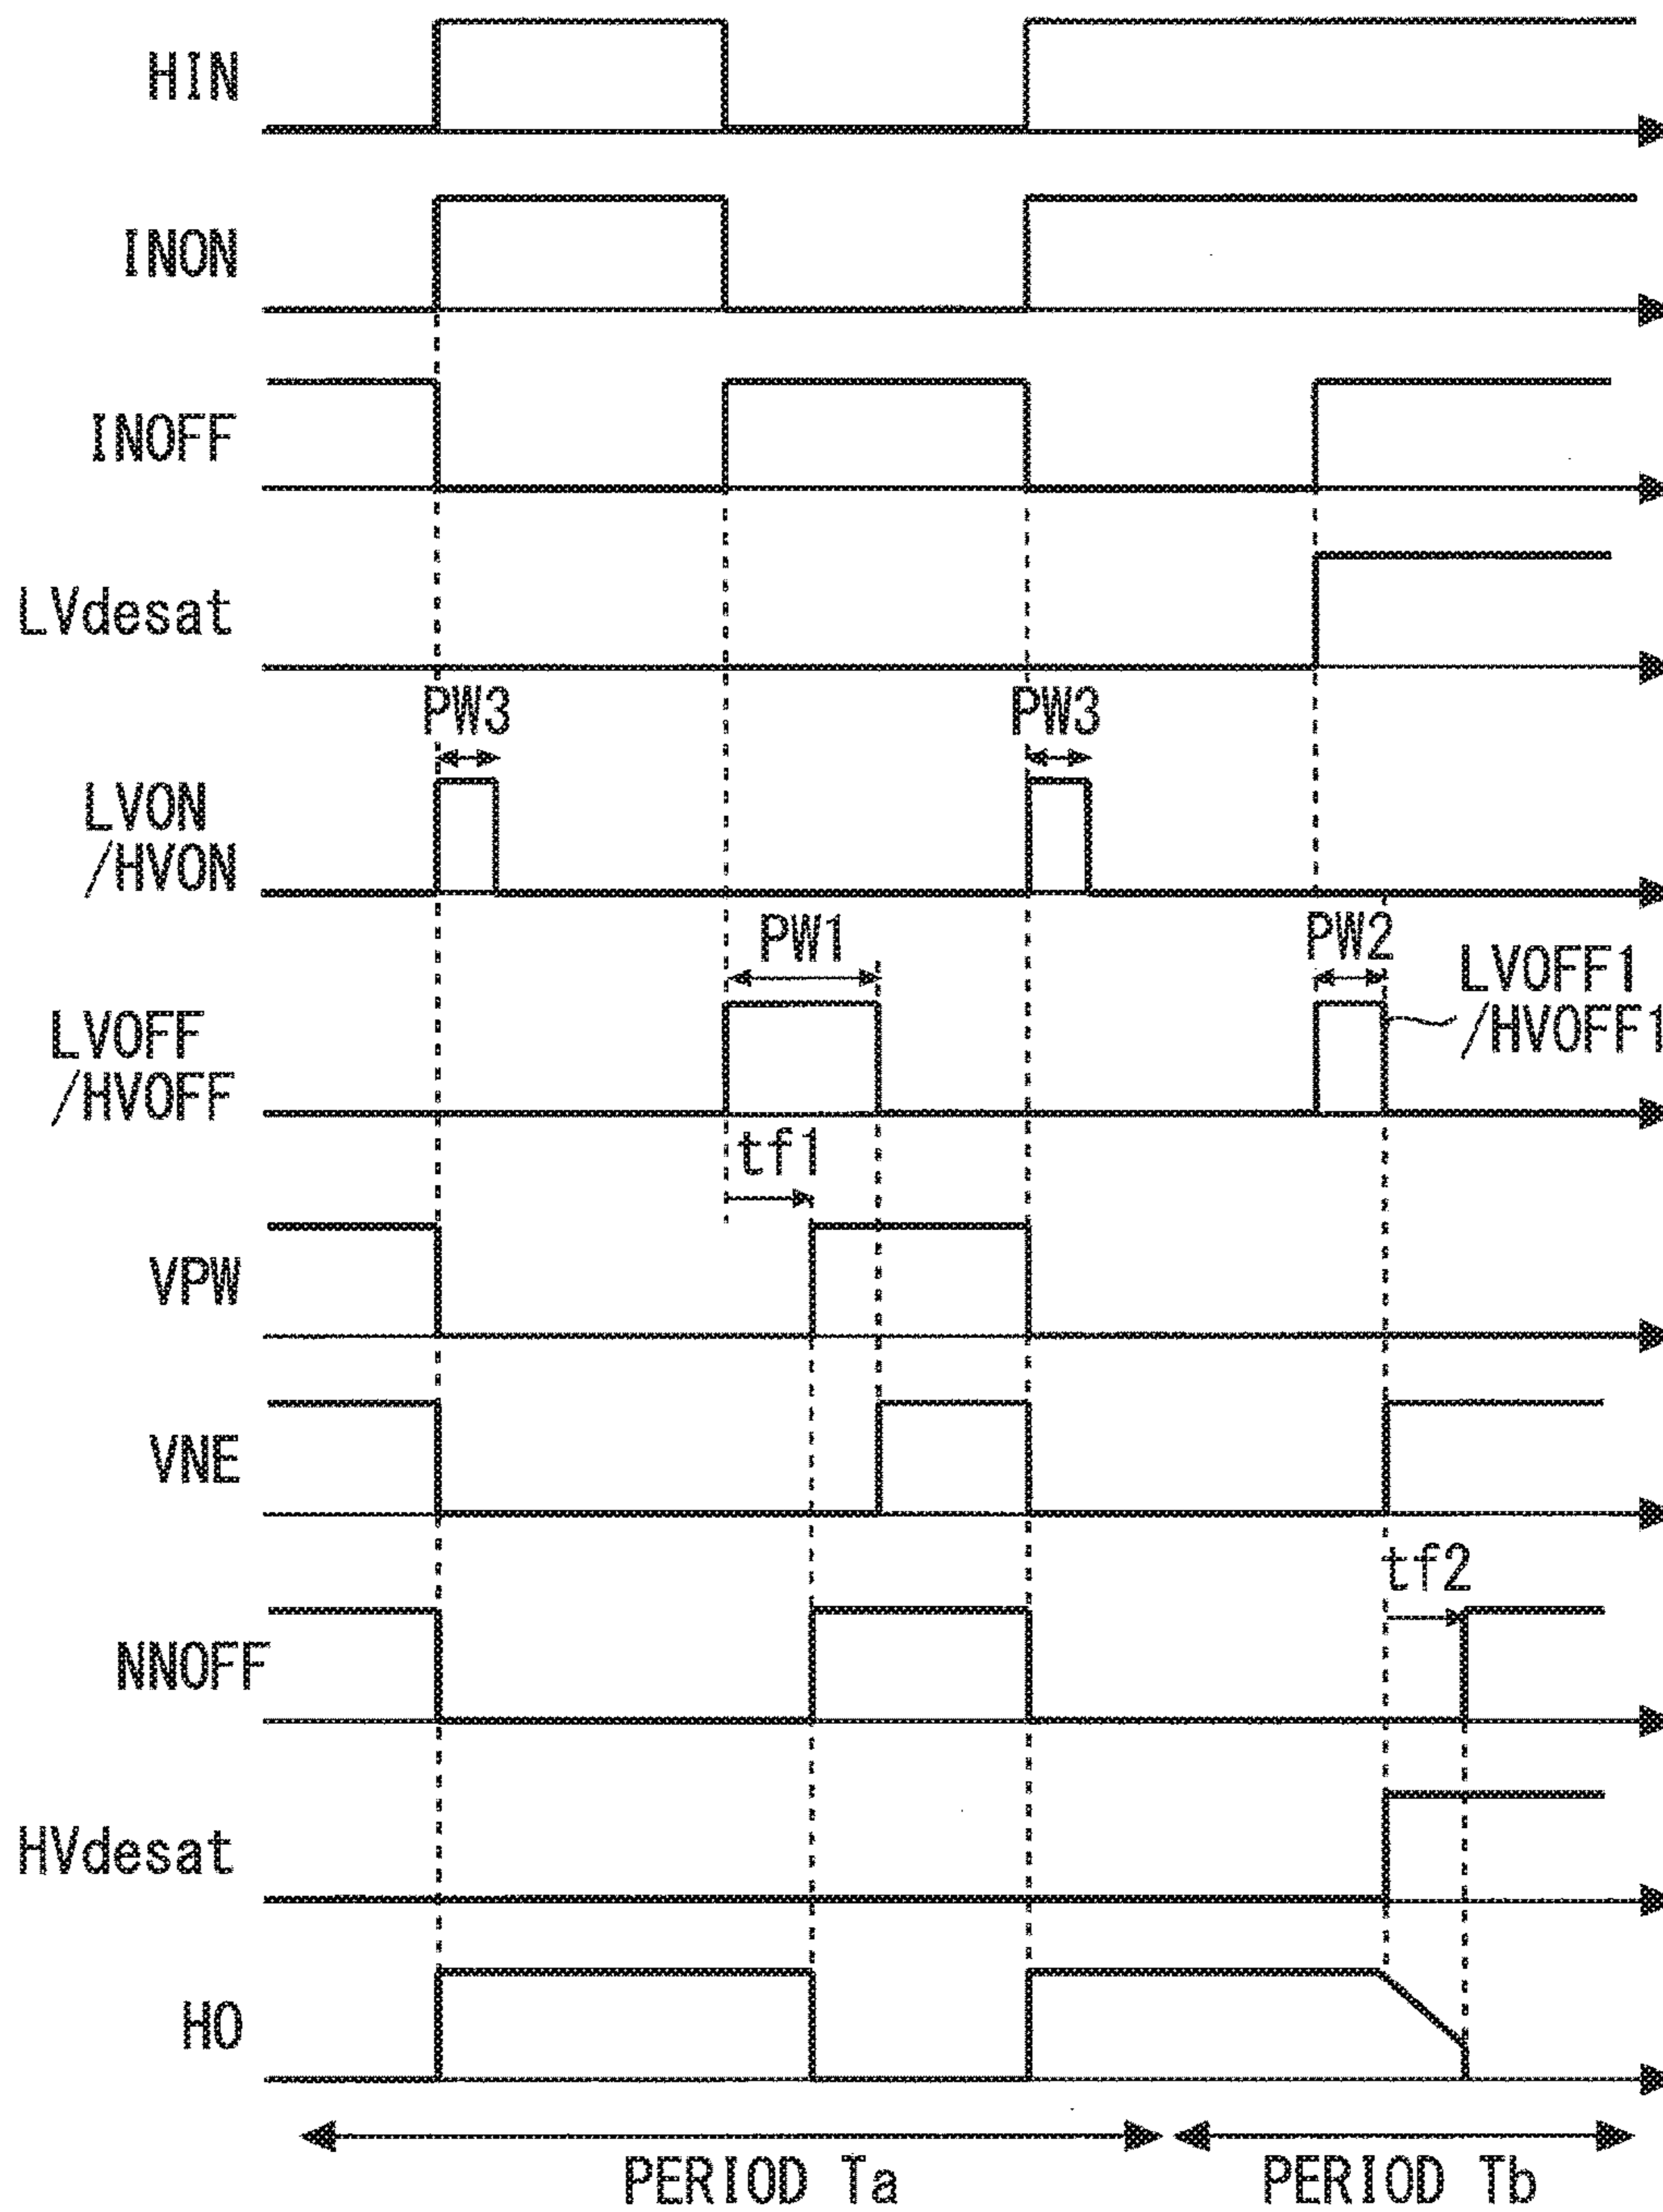 HIN
INON
INOFF
LVdesat
PW3
PW3
LVON
/HVON
PW1
PW2
LVOFF1
/HVOFF1
LVOFF
/HVOFF
tf1
VPW
VNE
tf2
NNOFF
HVdesat
HO
PERIOD Ta
PERIOD Tb